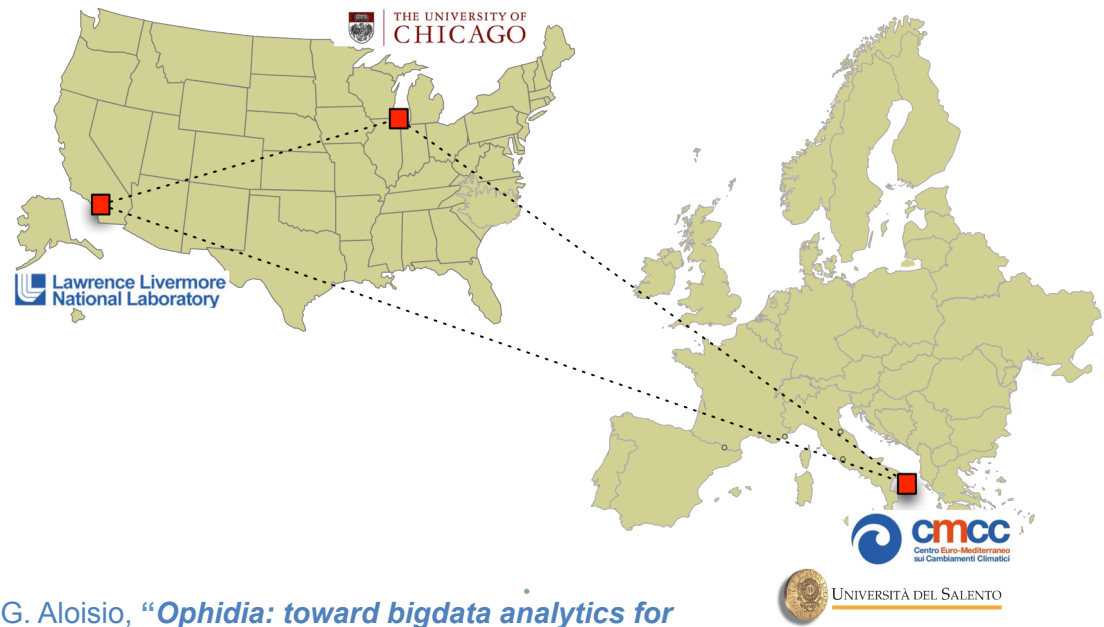 THE UNIVERSITY OF
CHICAGO
Lawrence Livermore
National Laboratory
cmcc
Centro Euro-Mediterraneo
sui Cambiamenti Climatici
UNIVERSITÀ DEL SALENTO
G. Aloisio, “Ophidia: toward bigdata analytics for